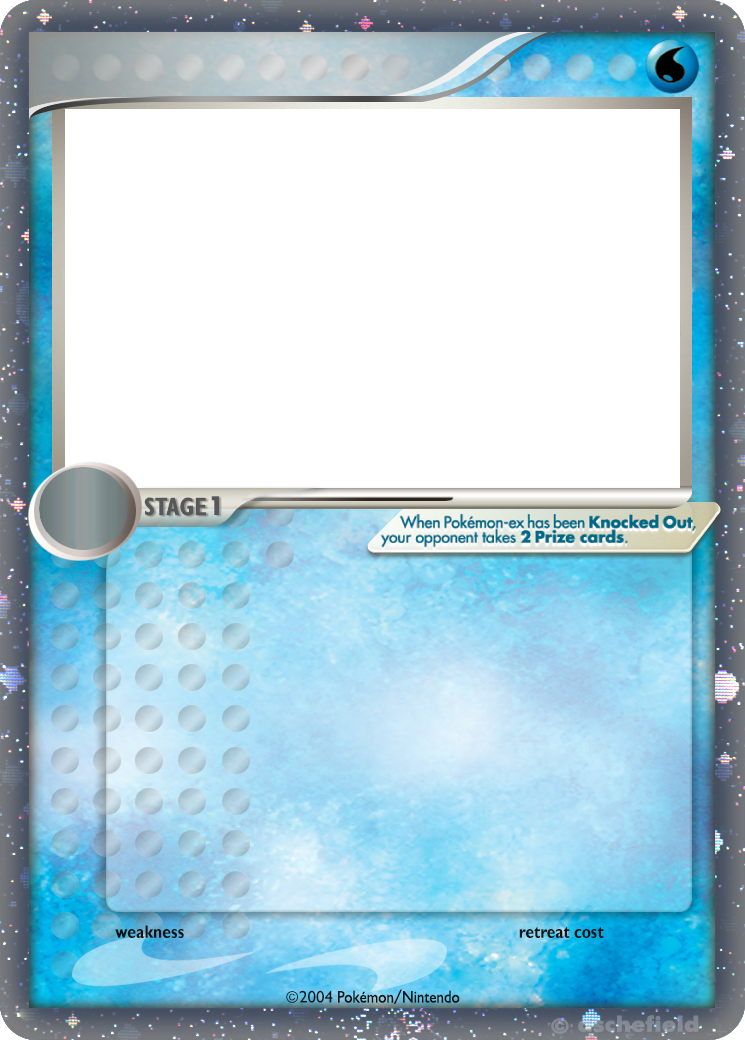 STAGE 1
When Pokémon-ex has been Knocked Out,
your opponent takes 2 Prize cards.
weakness
retreat cost
©2004 Pokémon/Nintendo
© aschefield